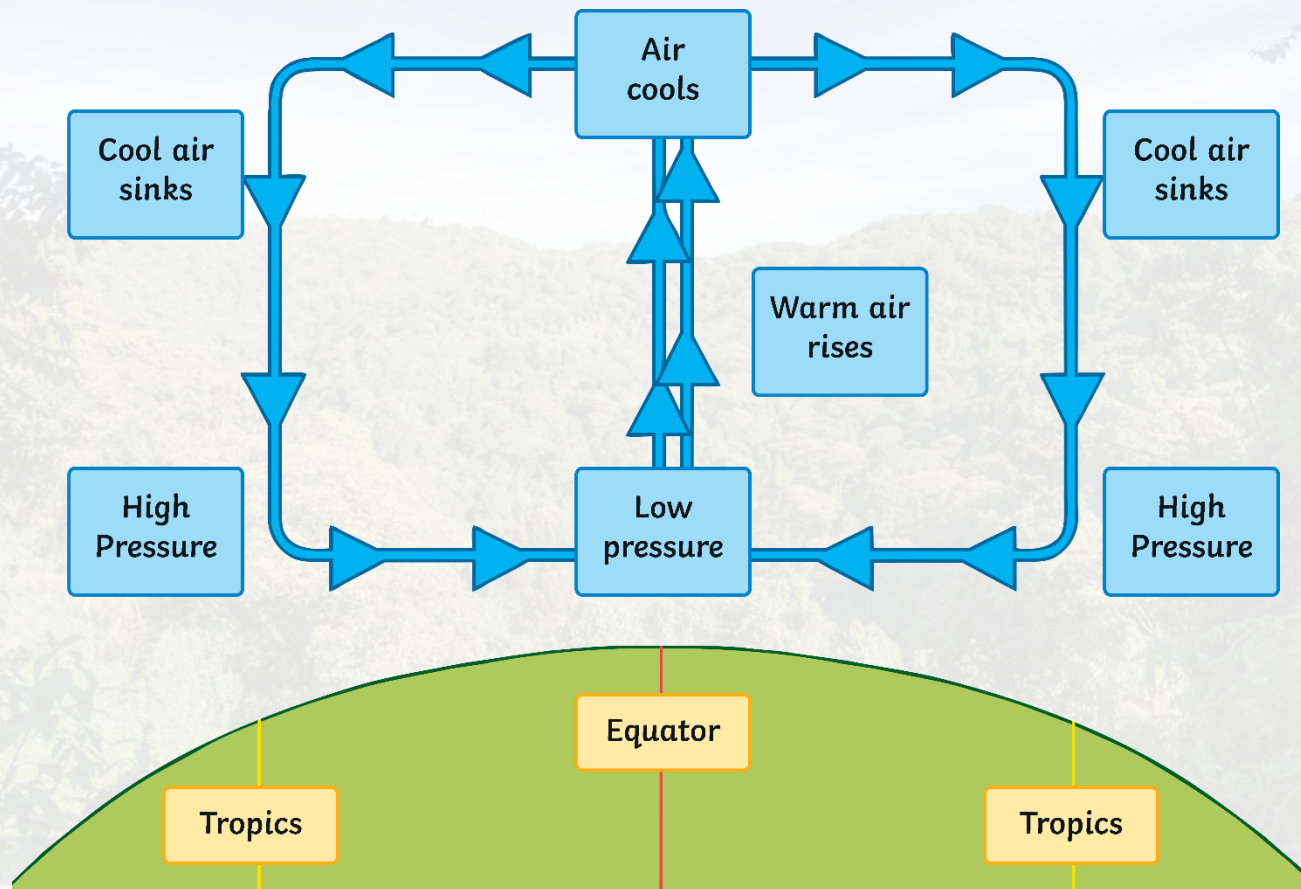 Air
cools
Cool air
sinks
Cool air
sinks
Warm air
rises
High
Pressure
Low
pressure
High
Pressure
Equator
Tropics
Tropics